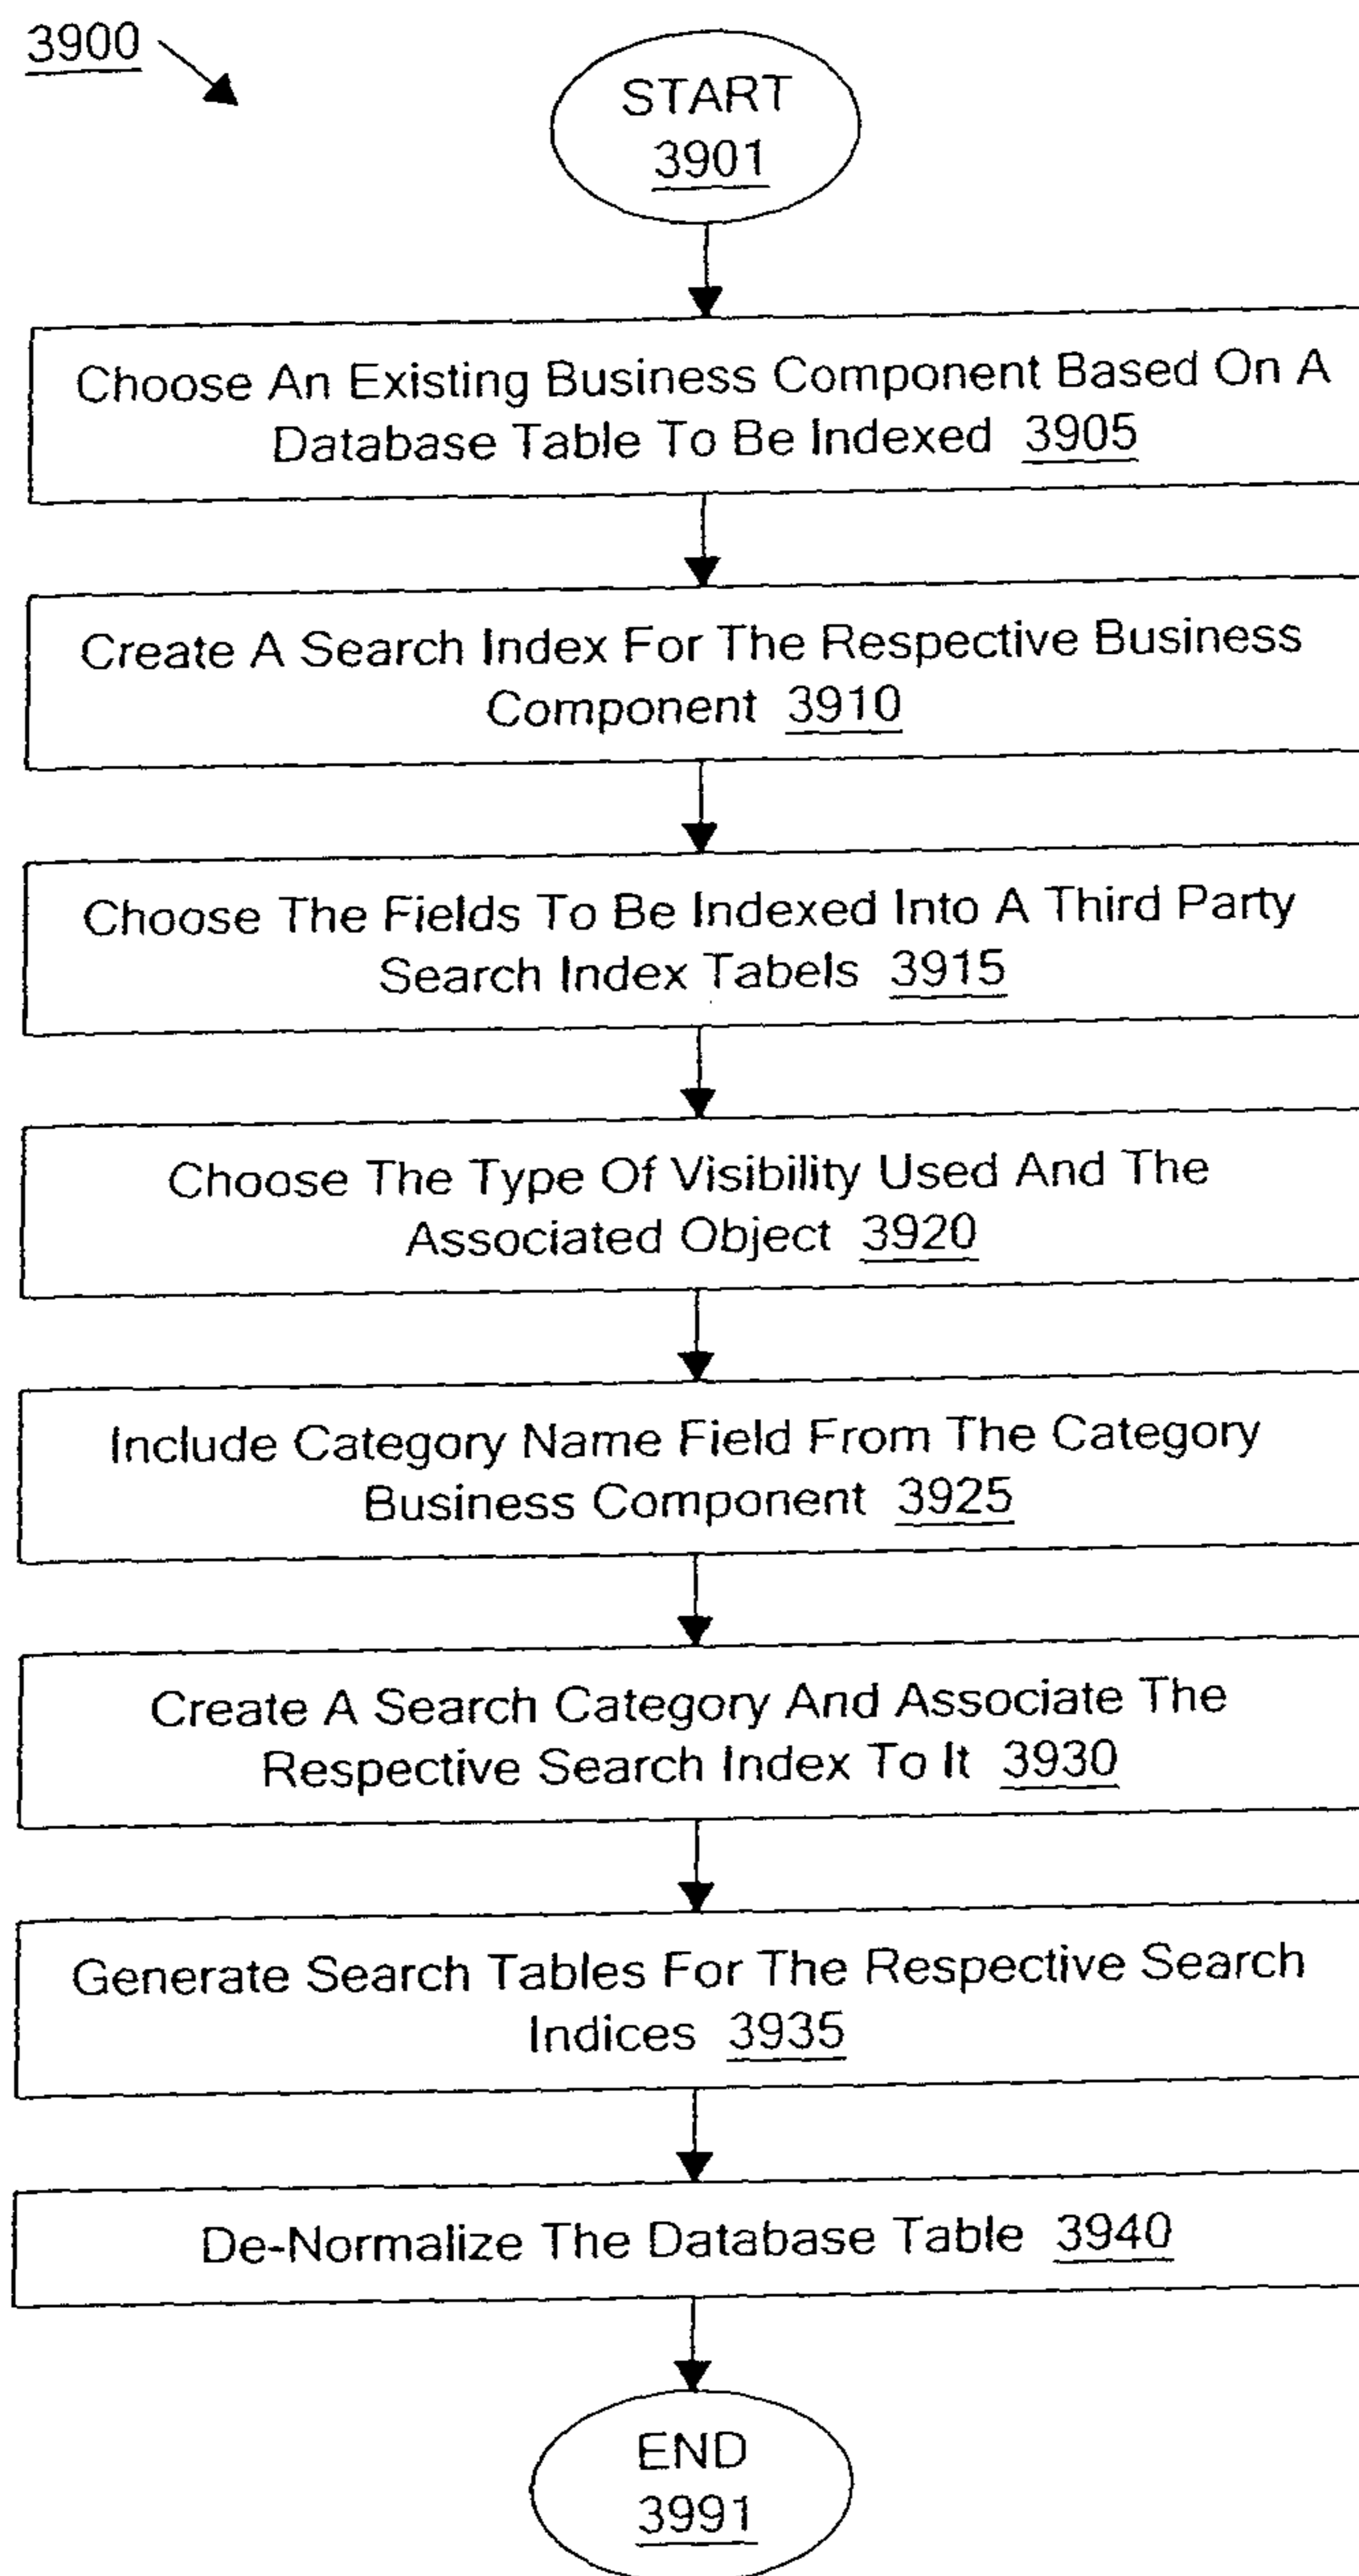 3900
START
3901
Choose An Existing Business Component Based On A
Database Table To Be Indexed 3905
Create A Search Index For The Respective Business
Component 3910
Choose The Fields To Be Indexed Into A Third Party
Search Index Tabels 3915
Choose The Type Of Visibility Used And The
Associated Object 3920
Include Category Name Field From The Category
Business Component 3925
Create A Search Category And Associate The
Respective Search Index To It 3930
Generate Search Tables For The Respective Search
Indices 3935
De-Normalize The Database Table 3940
END
3991